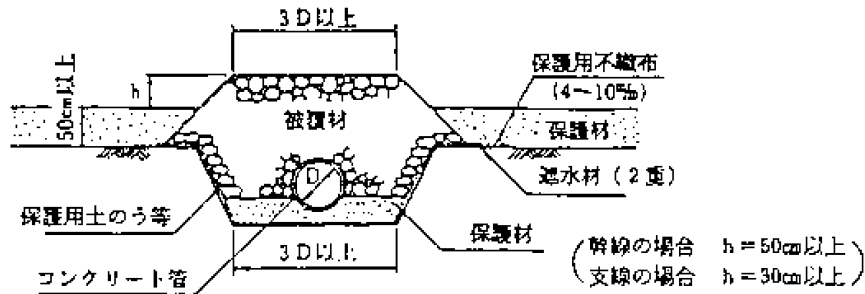 3D以上
50cm以上
h
保護用不織布
(4~10㎜)
被覆材
保護材
D
遮水材(2重)
保護用土のう等
保護材
3D以上
コンクリート管
幹線の場合 h=50cm以上
支線の場合 h=30cm以上